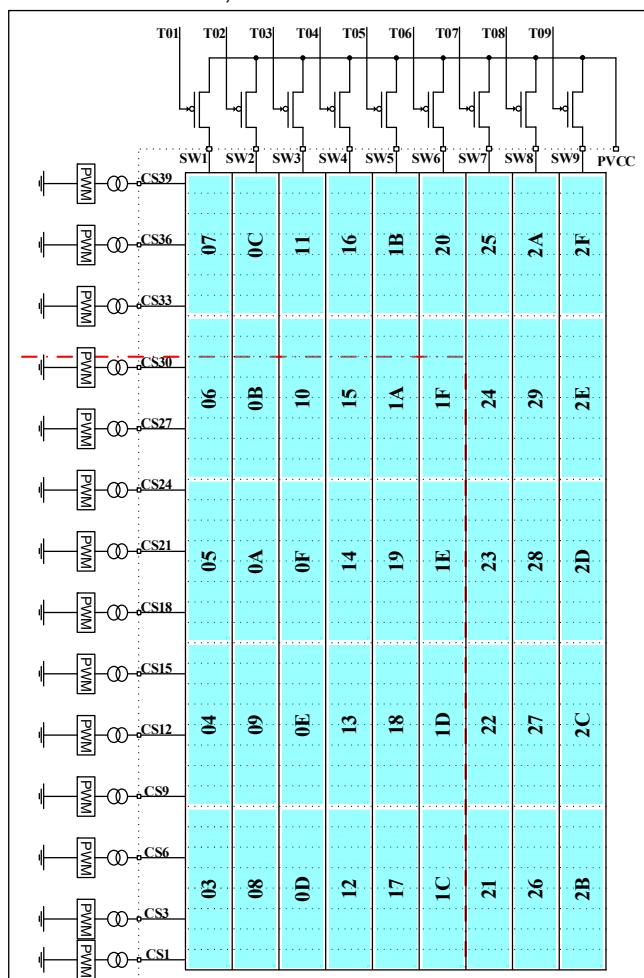 T01 T02 T03 T04 T05 T06 T07 T08 T09
SW1 SW2 SW3 SW4 SW5 SW6 SW7 SW8 SW9 PVCC
PWM CS39
PWM CS36 07 0C 11 16 1B 20 25 2A 2F
PWM CS33
PWM CS30
06 0B 10 15 1A 1F 24 29 2E
PWM CS27
PWM CS24
PWM CS21 05 0A 0F 14 19 1E 23 28 2D
PWM CS18
PWM CS15
PWM CS12 04 09 0E 13 18 1D 22 27 2C
PWM CS9
PWM CS6
03 08 0D 12 17 1C 21 26 2B
PWM CS3
PWM CS1